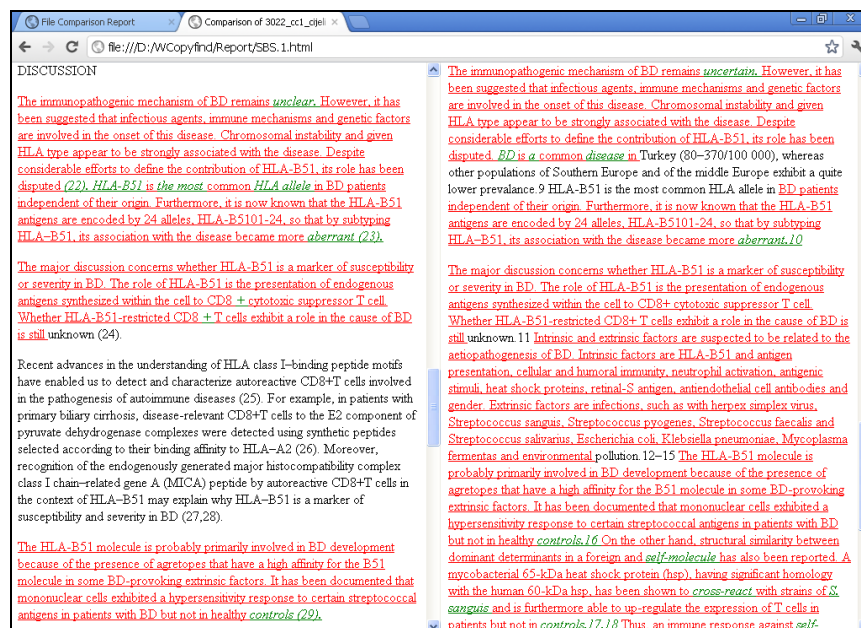 File Comparison Report
Comparison of 3022_cc1_cijeli
file:///D:/WCopyfind/Report/SBS.1.html
DISCUSSION
The immunopathogenic mechanism of BD remains unclear. However, it has
been suggested that infectious agents, immune mechanisms and genetic factors
are involved in the onset of this disease. Chromosomal instability and given
HLA type appear to be strongly associated with the disease. Despite
considerable efforts to define the contribution of HLA-B51, its role has been
disputed (22). HLA-B51 is the most common HLA allele in BD patients
independent of their origin. Furthermore, it is now known that the HLA-B51
antigens are encoded by 24 alleles, HLA-B5101-24, so that by subtyping
HLA–B51, its association with the disease became more aberrant (23).
The major discussion concerns whether HLA-B51 is a marker of susceptibility
or severity in BD. The role of HLA-B51 is the presentation of endogenous
antigens synthesized within the cell to CD8 + cytotoxic suppressor T cell.
Whether HLA-B51-restricted CD8 + T cells exhibit a role in the cause of BD
is still unknown (24).
Recent advances in the understanding of HLA class I–binding peptide motifs
have enabled us to detect and characterize autoreactive CD8+T cells involved
in the pathogenesis of autoimmune diseases (25). For example, in patients with
primary biliary cirrhosis, disease-relevant CD8+T cells to the E2 component of
pyruvate dehydrogenase complexes were detected using synthetic peptides
selected according to their binding affinity to HLA–A2 (26). Moreover,
recognition of the endogenously generated major histocompatibility complex
class I chain–related gene A (MICA) peptide by autoreactive CD8+T cells in
the context of HLA–B51 may explain why HLA–B51 is a marker of
susceptibility and severity in BD (27,28).
The HLA-B51 molecule is probably primarily involved in BD development
because of the presence of agretopes that have a high affinity for the B51
molecule in some BD-provoking extrinsic factors. It has been documented that
mononuclear cells exhibited a hypersensitivity response to certain streptococcal
antigens in patients with BD but not in healthy controls (29).
The immunopathogenic mechanism of BD remains uncertain. However, it has
been suggested that infectious agents, immune mechanisms and genetic factors
are involved in the onset of this disease. Chromosomal instability and given
HLA type appear to be strongly associated with the disease. Despite
considerable efforts to define the contribution of HLA-B51, its role has been
disputed. BD is a common disease in Turkey (80–370/100 000), whereas
other populations of Southern Europe and of the middle Europe exhibit a quite
lower prevalance.9 HLA-B51 is the most common HLA allele in BD patients
independent of their origin. Furthermore, it is now known that the HLA-B51
antigens are encoded by 24 alleles, HLA-B5101-24, so that by subtyping
HLA–B51, its association with the disease became more aberrant.10
The major discussion concerns whether HLA-B51 is a marker of susceptibility
or severity in BD. The role of HLA-B51 is the presentation of endogenous
antigens synthesized within the cell to CD8+ cytotoxic suppressor T cell.
Whether HLA-B51-restricted CD8+ T cells exhibit a role in the cause of BD is
still unknown.11 Intrinsic and extrinsic factors are suspected to be related to the
aetiopathogenesis of BD. Intrinsic factors are HLA-B51 and antigen
presentation, cellular and humoral immunity, neutrophil activation, antigenic
stimuli, heat shock proteins, retinal-S antigen, antiendothelial cell antibodies and
gender. Extrinsic factors are infections, such as with herpex simplex virus,
Streptococcus sanguis, Streptococcus pyogenes, Streptococcus faecalis and
Streptococcus salivarius, Escherichia coli, Klebsiella pneumoniae, Mycoplasma
fermentas and environmental pollution.12–15 The HLA-B51 molecule is
probably primarily involved in BD development because of the presence of
agretopes that have a high affinity for the B51 molecule in some BD-provoking
extrinsic factors. It has been documented that mononuclear cells exhibited a
hypersensitivity response to certain streptococcal antigens in patients with BD
but not in healthy controls.16 On the other hand, structural similarity between
dominant determinants in a foreign and self-molecule has also been reported. A
mycobacterial 65-kDa heat shock protein (hsp), having significant homology
with the human 60-kDa hsp, has been shown to cross-react with strains of S.
sanguis and is furthermore able to up-regulate the expression of T cells in
patients but not in controls.17,18 Thus, an immune response against self-